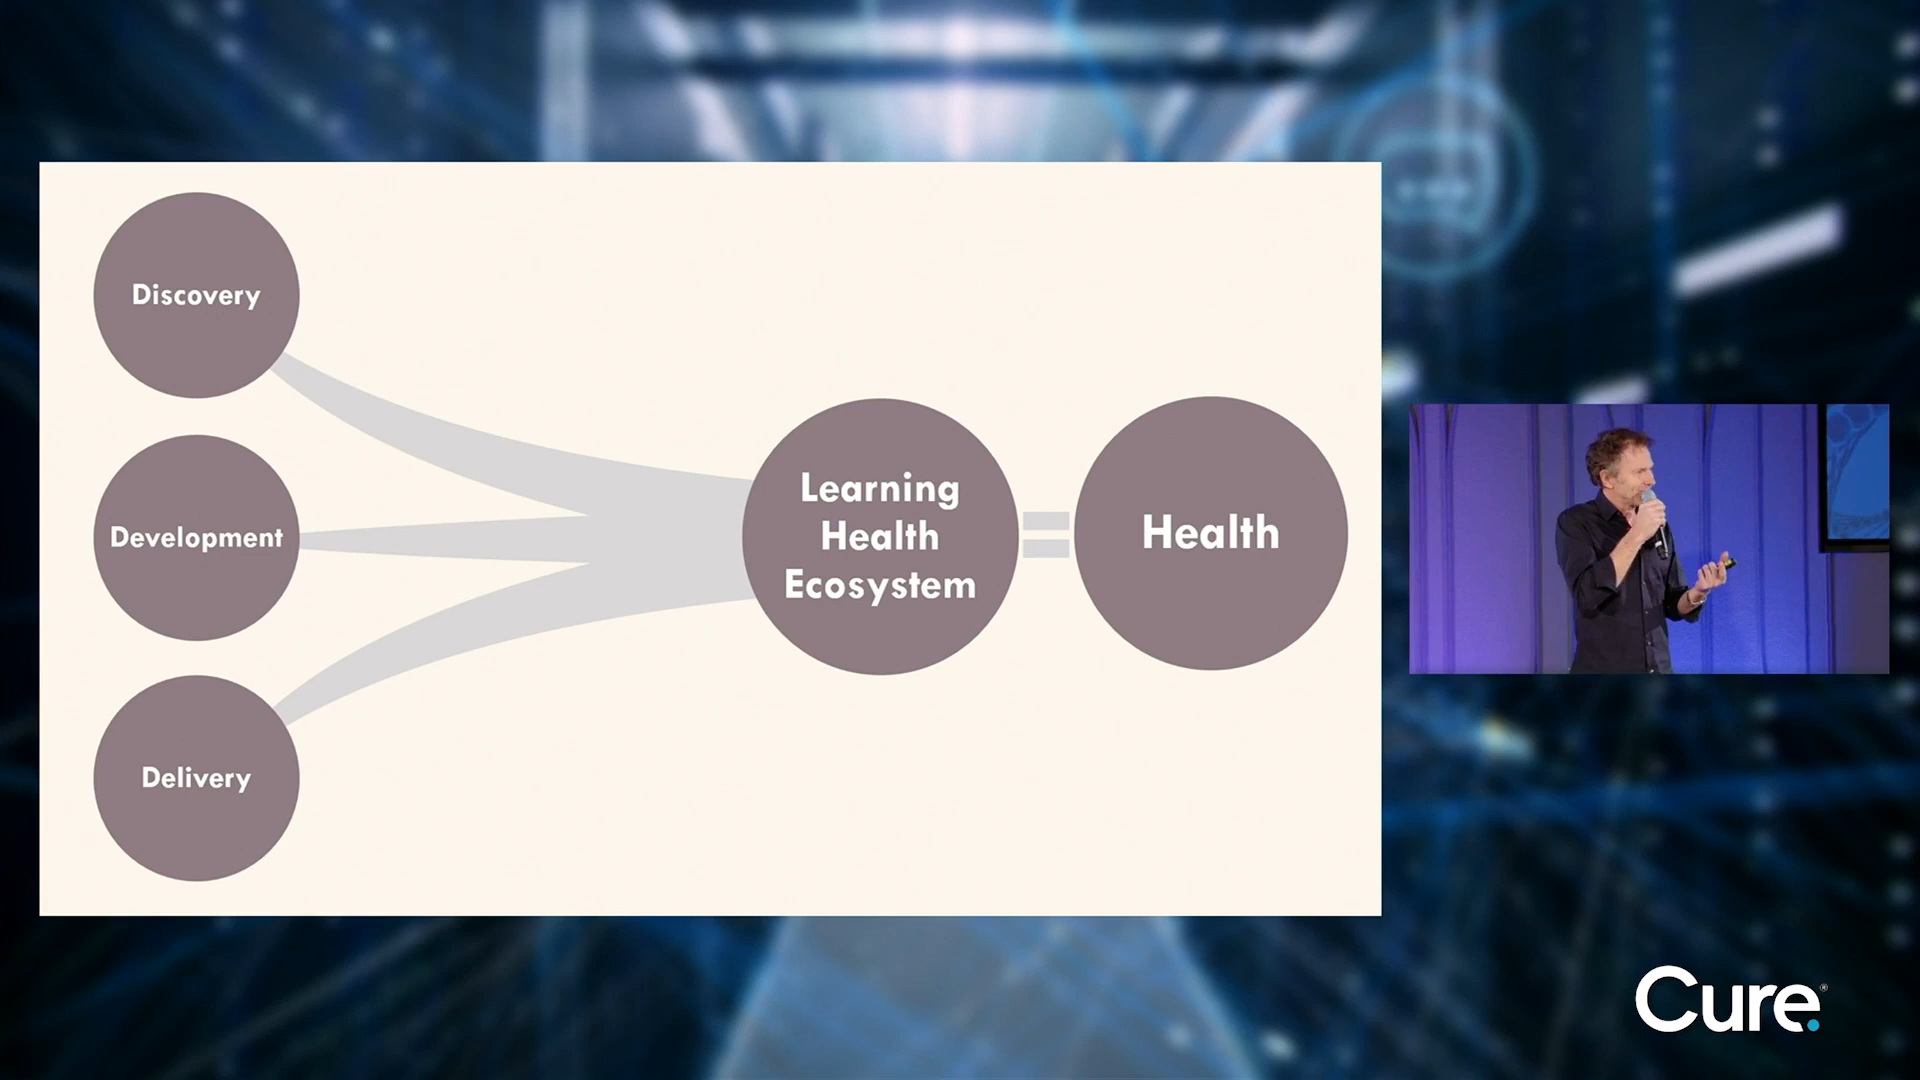 Discovery
Development
Delivery
Learning
Health
Ecosystem
Health
Cure.®